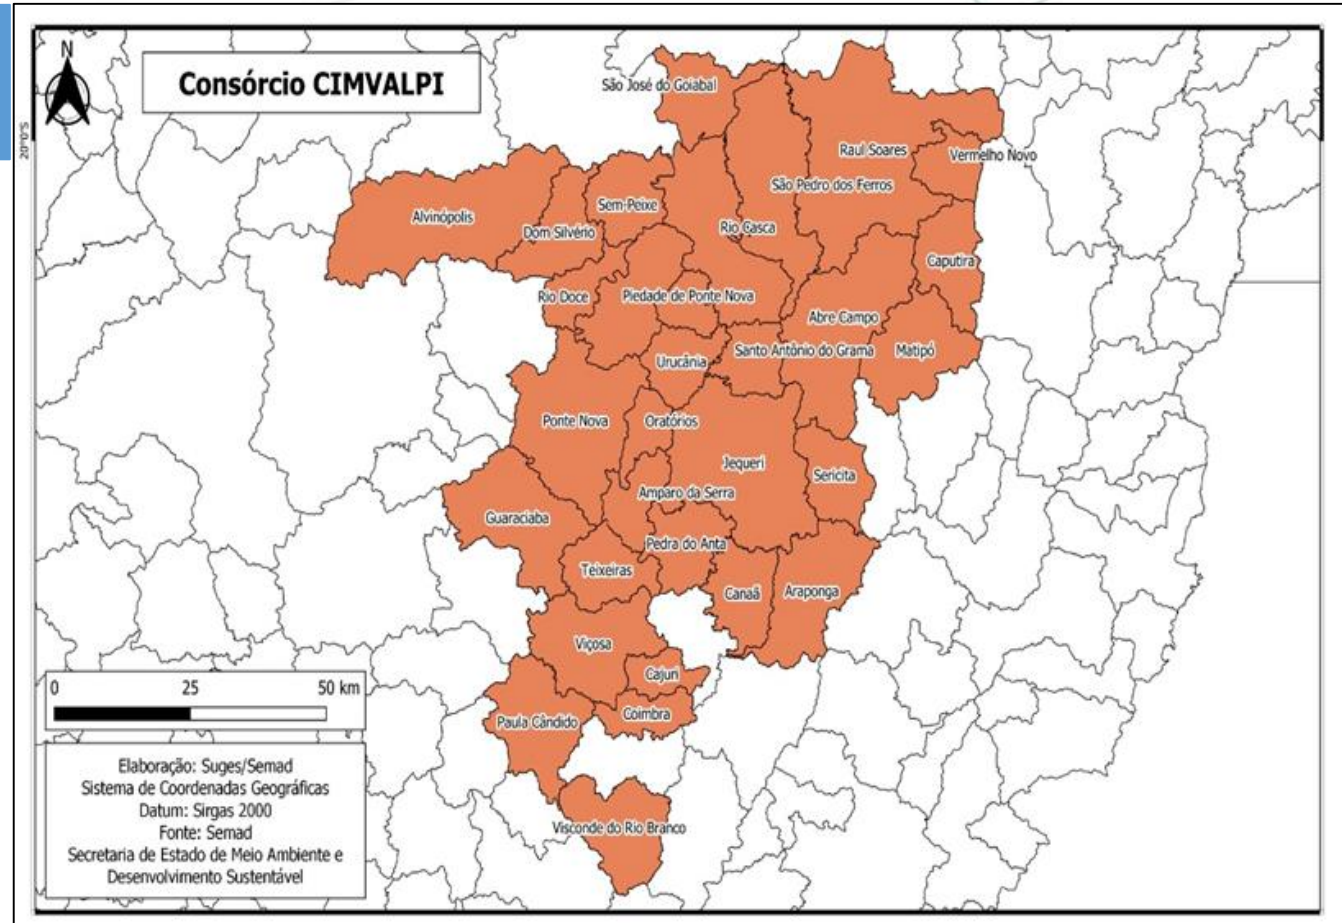 N
Consórcio CIMVALPI
20°0'S
São José do Goiabal
Raul Soares
Vermelho Novo
São Pedro dos Ferros
Sem-Peixe
Alvinópolis
Dom Silvério
Rio Casca
Caputira
Rio Doce
Piedade de Ponte Nova
Abre Campo
Santo Antônio do Grama
Matipó
Urucânia
Ponte Nova
Oratórios
Jequeri
Sericita
Amparo da Serra
Guaraciaba
Pedra do Anta
Teixeiras
Canaã
Araponga
Viçosa
Cajuri
Coimbra
Paula Cândido
Visconde do Rio Branco
0 25 50 km
Elaboração: Suges/Semad
Sistema de Coordenadas Geográficas
Datum: Sirgas 2000
Fonte: Semad
Secretaria de Estado de Meio Ambiente e
Desenvolvimento Sustentável